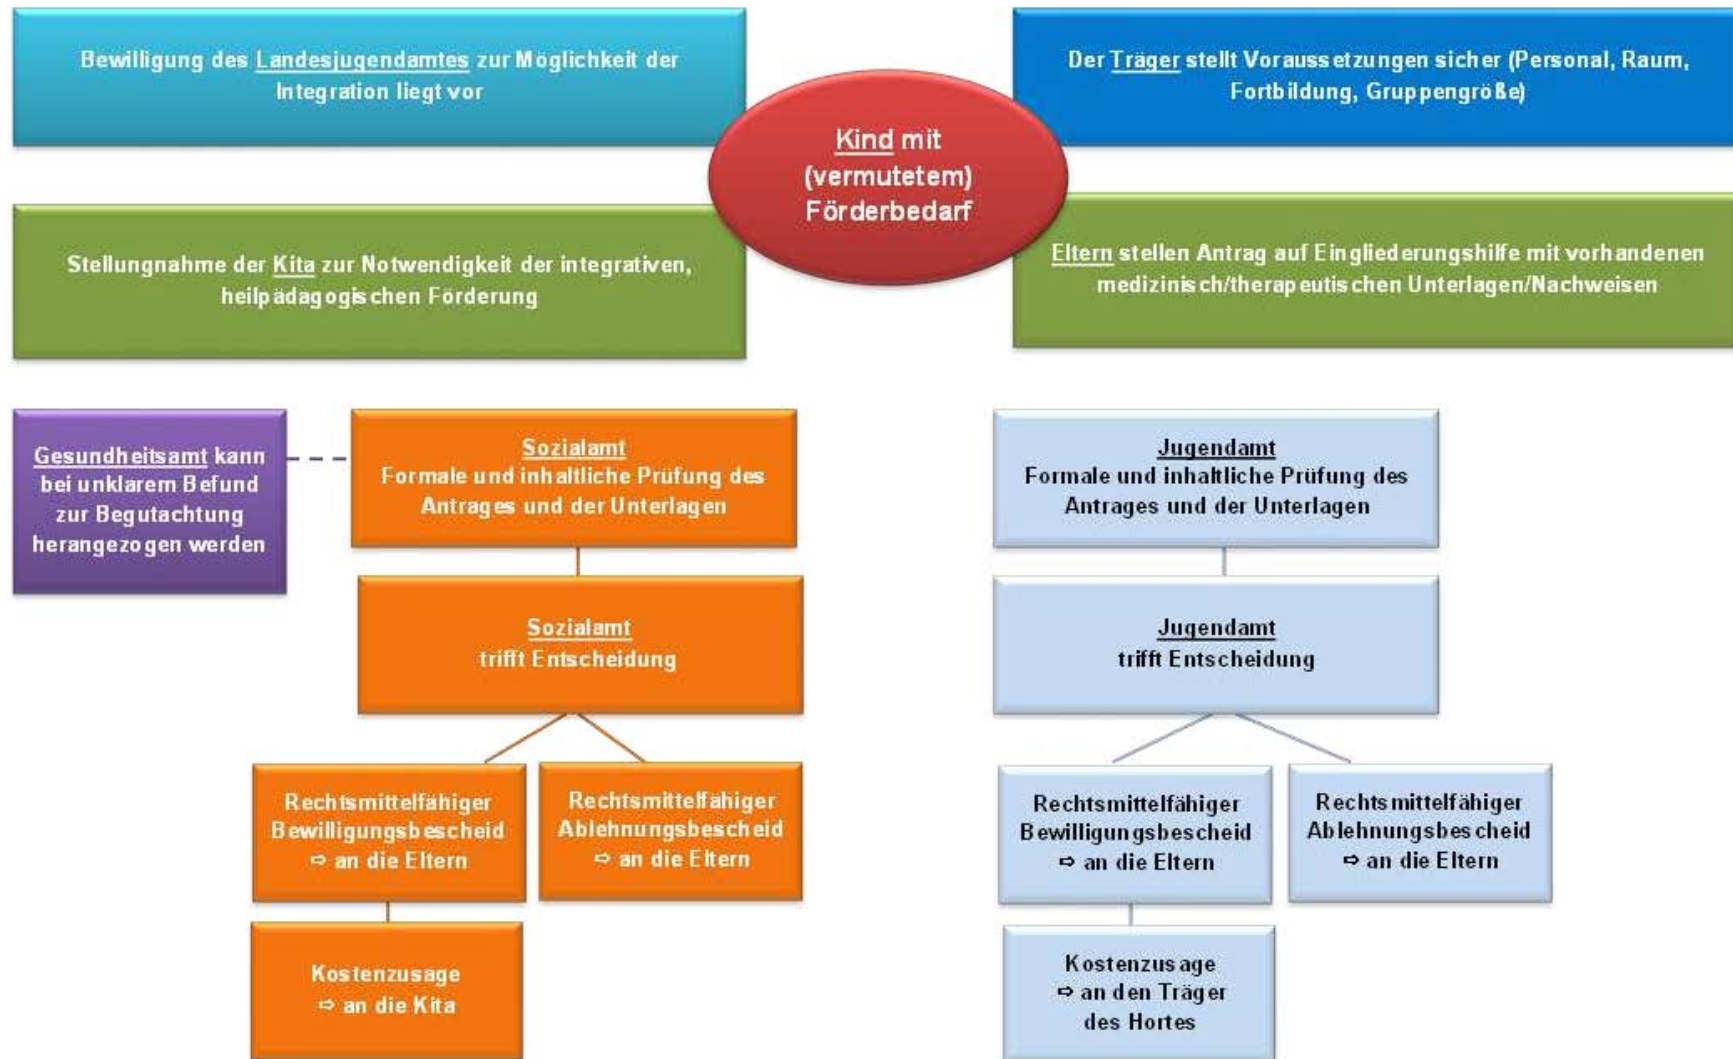 Bewilligung des Landesjugendamtes zur Möglichkeit der
Integration liegt vor
Der Träger stellt Voraussetzungen sicher (Personal, Raum,
Fortbildung, Gruppengröße)
Kind mit
(vermutetem)
Förderbedarf
Stellungnahme der Kita zur Notwendigkeit der integrativen,
heilpädagogischen Förderung
Eltern stellen Antrag auf Eingliederungshilfe mit vorhandenen
medizinisch/therapeutischen Unterlagen/Nachweisen
Gesundheitsamt kann
bei unklarem Befund
zur Begutachtung
herangezogen werden
Sozialamt
Formale und inhaltliche Prüfung des
Antrages und der Unterlagen
Jugendamt
Formale und inhaltliche Prüfung des
Antrages und der Unterlagen
Sozialamt
trifft Entscheidung
Jugendamt
trifft Entscheidung
Rechtsmittelfähiger
Bewilligungsbescheid
⇨ an die Eltern
Rechtsmittelfähiger
Ablehnungsbescheid
⇨ an die Eltern
Rechtsmittelfähiger
Bewilligungsbescheid
⇨ an die Eltern
Rechtsmittelfähiger
Ablehnungsbescheid
⇨ an die Eltern
Kostenzusage
⇨ an die Kita
Kostenzusage
⇨ an den Träger
des Hortes